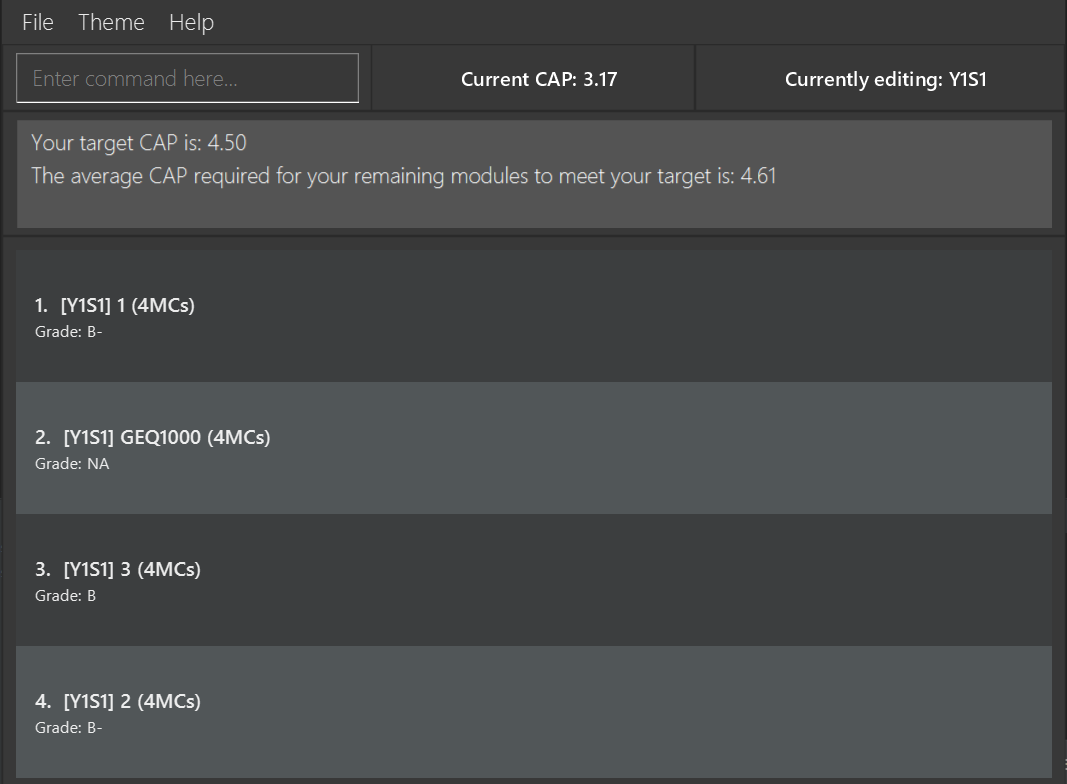 File Theme Help
Enter command here...
Current CAP: 3.17
Currently editing: Y1S1
Your target CAP is: 4.50
The average CAP required for your remaining modules to meet your target is: 4.61
1. [Y1S1] 1 (4MCs)
Grade: B-
2. [Y1S1] GEQ1000 (4MCs)
Grade: NA
3. [Y1S1] 3 (4MCs)
Grade: B
4. [Y1S1] 2 (4MCs)
Grade: B-